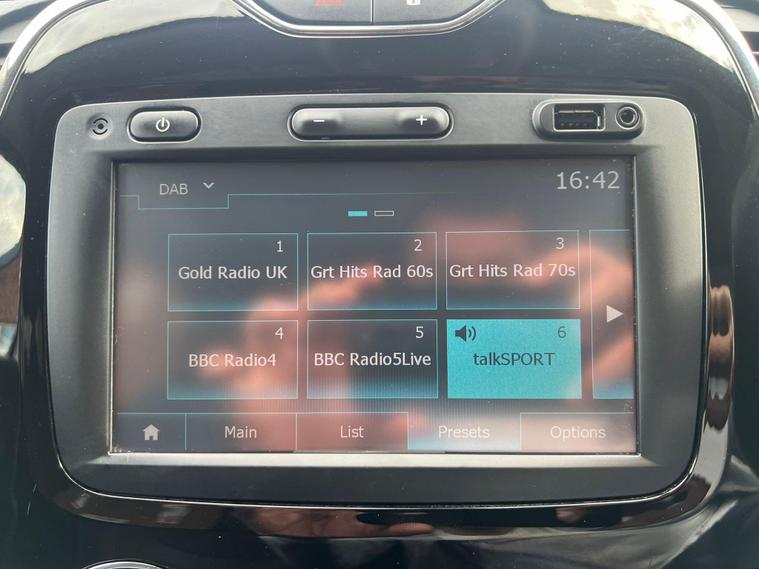 − +
DAB 16:42
1 2 3
Gold Radio UK Grt Hits Rad 60s Grt Hits Rad 70s
4 5 6
BBC Radio4 BBC Radio5Live talkSPORT
Main List Presets Options